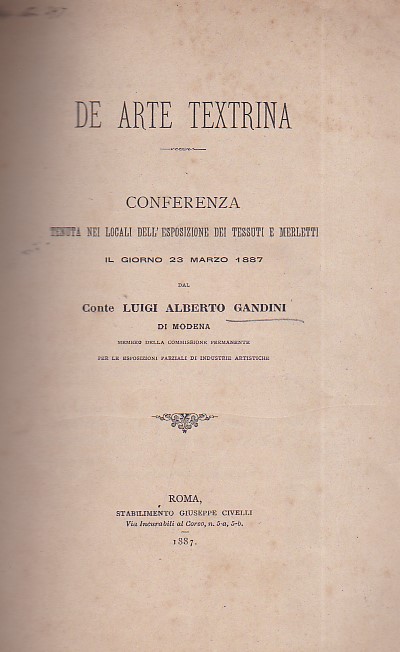 DE ARTE TEXTRINA
CONFERENZA
TENUTA NEI LOCALI DELL'ESPOSIZIONE DEI TESSUTI E MERLETTI
IL GIORNO 23 MARZO 1887
DAL
Conte LUIGI ALBERTO GANDINI
DI MODENA
MEMBRO DELLA COMMISSIONE PERMANENTE
PER LE ESPOSIZIONI PARZIALI DI INDUSTRIE ARTISTICHE
ROMA,
STABILIMENTO GIUSEPPE CIVELLI
Via Incurabili al Corso, n. 5-a, 5-b.
1887.